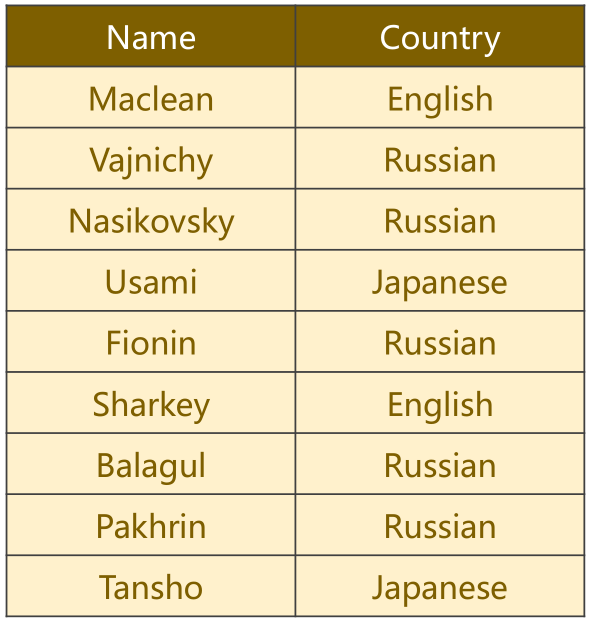 Name Country
Maclean English
Vajnichy Russian
Nasikovsky Russian
Usami Japanese
Fionin Russian
Sharkey English
Balagul Russian
Pakhrin Russian
Tansho Japanese